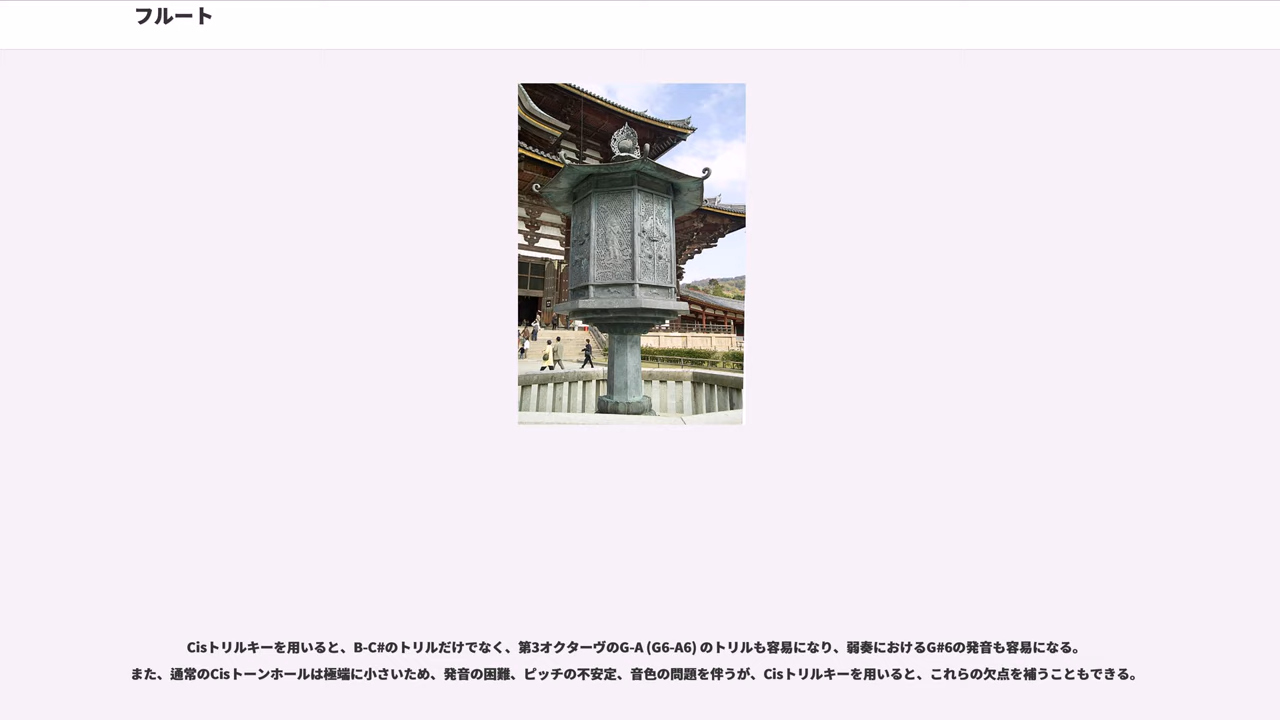 フルート
Cisトリルキーを用いると、B-C#のトリルだけでなく、第3オクターヴのG-A (G6-A6) のトリルも容易になり、弱奏におけるG#6の発音も容易になる。
また、通常のCisトーンホールは極端に小さいため、発音の困難、ピッチの不安定、音色の問題を伴うが、Cisトリルキーを用いると、これらの欠点を補うこともできる。